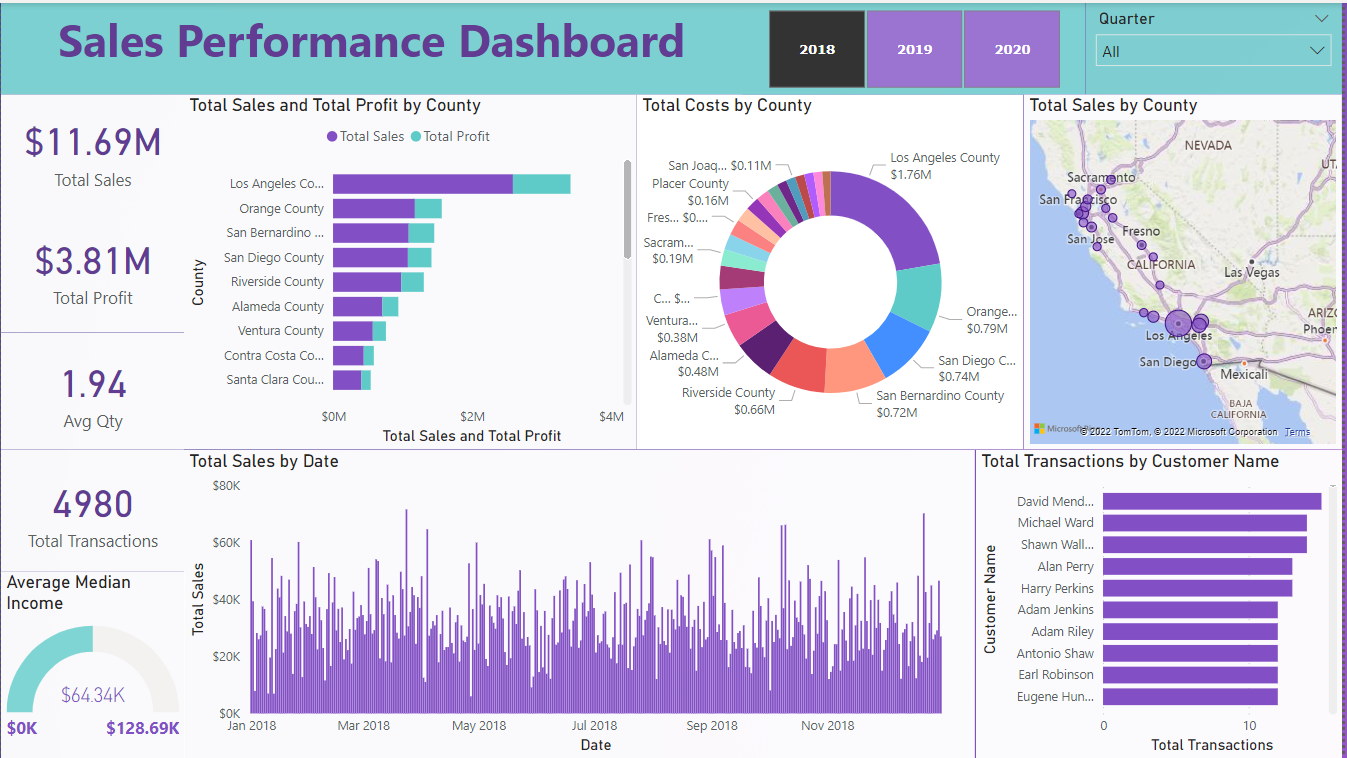 Sales Performance Dashboard
2018
2019
2020
Quarter
All
$11.69M
Total Sales
$3.81M
Total Profit
1.94
Avg Qty
4980
Total Transactions
Average Median
Income
$64.34K
$0K
$128.69K
Total Sales and Total Profit by County
Total Sales
Total Profit
County
Los Angeles Co...
Orange County
San Bernardino ...
San Diego County
Riverside County
Alameda County
Ventura County
Contra Costa Co...
Santa Clara Cou...
$0M
$2M
$4M
Total Sales and Total Profit
Total Costs by County
Los Angeles County
$1.76M
Orange...
$0.79M
San Diego C...
$0.74M
San Bernardino County
$0.72M
Riverside County
$0.66M
Alameda C...
$0.48M
Ventura...
$0.38M
C... $...
Sacram...
$0.19M
Fres... $0....
Placer County
$0.16M
San Joaq... $0.11M
Total Sales by County
NEVADA
UT
Sacramento
San Francisco
San Jose
Fresno
CALIFORNIA
Las Vegas
ARIZ
Phoen
Los Angeles
San Diego
Mexicali
BAJA
CALIFORNIA
Microsoft
© 2022 TomTom, © 2022 Microsoft Corporation Terms
Total Sales by Date
Total Sales
$80K
$60K
$40K
$20K
$0K
Jan 2018
Mar 2018
May 2018
Jul 2018
Sep 2018
Nov 2018
Date
Total Transactions by Customer Name
Customer Name
David Mend...
Michael Ward
Shawn Wall...
Alan Perry
Harry Perkins
Adam Jenkins
Adam Riley
Antonio Shaw
Earl Robinson
Eugene Hun...
0
10
Total Transactions